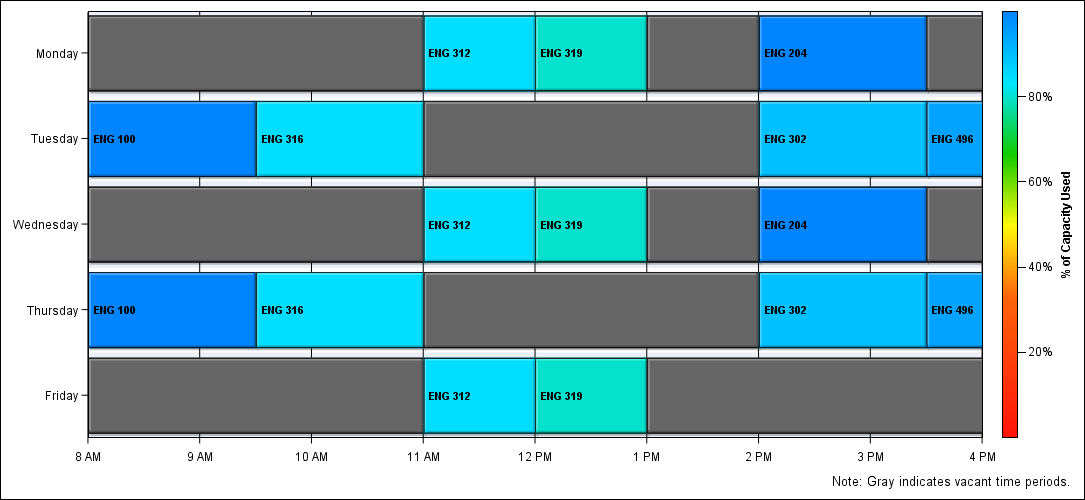 Monday
ENG 312
ENG 319
ENG 204
Tuesday
ENG 100
ENG 316
ENG 302
ENG 496
Wednesday
ENG 312
ENG 319
ENG 204
Thursday
ENG 100
ENG 316
ENG 302
ENG 496
Friday
ENG 312
ENG 319
8 AM
9 AM
10 AM
11 AM
12 PM
1 PM
2 PM
3 PM
4 PM
80%
60%
40%
20%
% of Capacity Used
Note: Gray indicates vacant time periods.